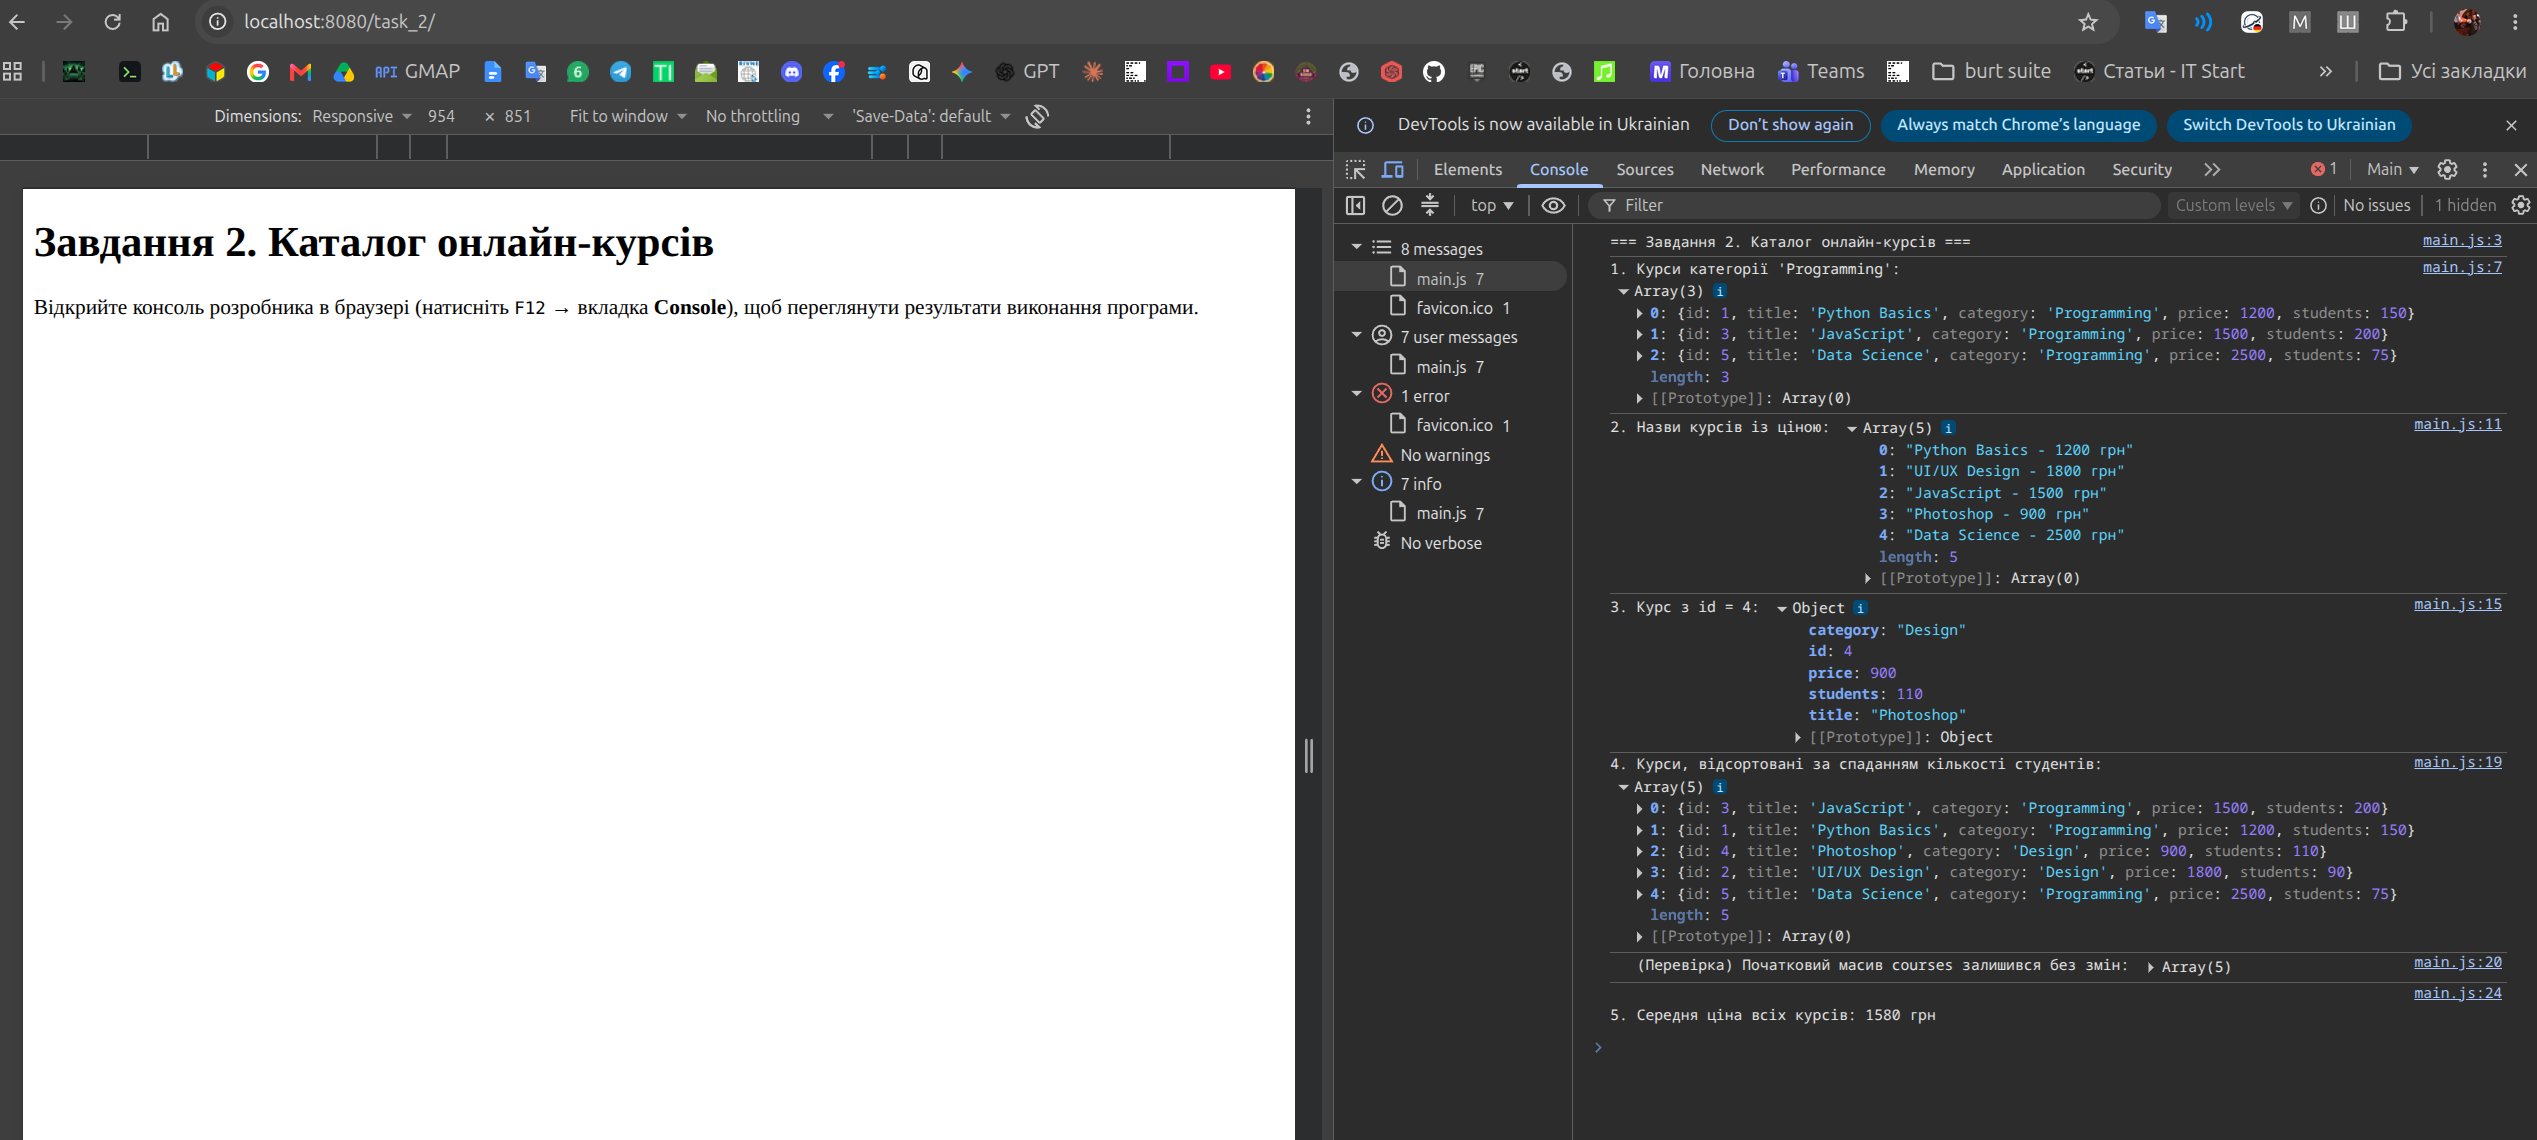 localhost:8080/task_2/
GMAP GPT Головна Teams burt suite Статьи - IT Start Усі закладки
Dimensions: Responsive 954 × 851 Fit to window No throttling 'Save-Data': default
DevTools is now available in Ukrainian Don't show again Always match Chrome's language Switch DevTools to Ukrainian
Elements Console Sources Network Performance Memory Application Security 1 Main
top Filter Custom levels No issues 1 hidden
Завдання 2. Каталог онлайн-курсів
Відкрийте консоль розробника в браузері (натисніть F12 → вкладка Console), щоб переглянути результати виконання програми.
8 messages
main.js 7
favicon.ico 1
7 user messages
main.js 7
1 error
favicon.ico 1
No warnings
7 info
main.js 7
No verbose
=== Завдання 2. Каталог онлайн-курсів === main.js:3
1. Курси категорії 'Programming': main.js:7
Array(3)
0: {id: 1, title: 'Python Basics', category: 'Programming', price: 1200, students: 150}
1: {id: 3, title: 'JavaScript', category: 'Programming', price: 1500, students: 200}
2: {id: 5, title: 'Data Science', category: 'Programming', price: 2500, students: 75}
length: 3
[[Prototype]]: Array(0)
2. Назви курсів із ціною: Array(5) main.js:11
0: "Python Basics - 1200 грн"
1: "UI/UX Design - 1800 грн"
2: "JavaScript - 1500 грн"
3: "Photoshop - 900 грн"
4: "Data Science - 2500 грн"
length: 5
[[Prototype]]: Array(0)
3. Курс з id = 4: Object main.js:15
category: "Design"
id: 4
price: 900
students: 110
title: "Photoshop"
[[Prototype]]: Object
4. Курси, відсортовані за спаданням кількості студентів: main.js:19
Array(5)
0: {id: 3, title: 'JavaScript', category: 'Programming', price: 1500, students: 200}
1: {id: 1, title: 'Python Basics', category: 'Programming', price: 1200, students: 150}
2: {id: 4, title: 'Photoshop', category: 'Design', price: 900, students: 110}
3: {id: 2, title: 'UI/UX Design', category: 'Design', price: 1800, students: 90}
4: {id: 5, title: 'Data Science', category: 'Programming', price: 2500, students: 75}
length: 5
[[Prototype]]: Array(0)
(Перевірка) Початковий масив courses залишився без змін: Array(5) main.js:20
main.js:24
5. Середня ціна всіх курсів: 1580 грн